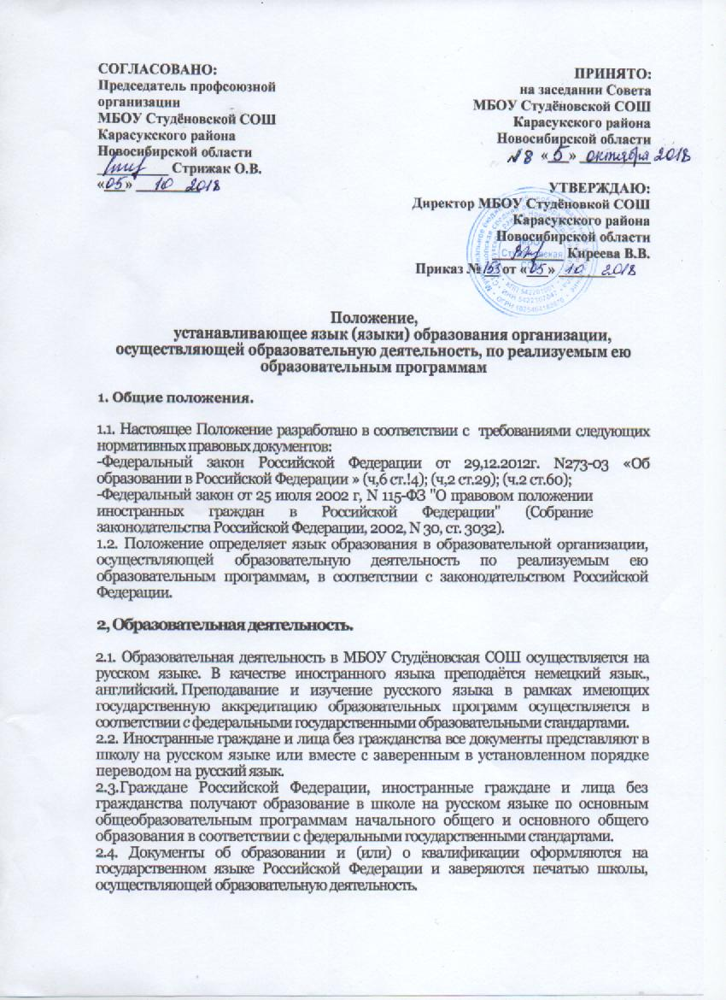 СОГЛАСОВАНО:
Председатель профсоюзной
организации
МБОУ Студёновской СОШ
Карасукского района
Новосибирской области
Стрижак О.В.
«05» 10 2018
ПРИНЯТО:
на заседании Совета
МБОУ Студёновской СОШ
Карасукского района
Новосибирской области
№8 «5» октября 2018
УТВЕРЖДАЮ:
Директор МБОУ Студёновкой СОШ
Карасукского района
Новосибирской области
Киреева В.В.
Приказ №153 от «05» 10 2018
Положение,
устанавливающее язык (языки) образования организации,
осуществляющей образовательную деятельность, по реализуемым ею
образовательным программам
1. Общие положения.
1.1. Настоящее Положение разработано в соответствии с требованиями следующих
нормативных правовых документов:
-Федеральный закон Российской Федерации от 29,12.2012г. N273-03 «Об
образовании в Российской Федерации » (ч,6 ст.!4); (ч,2 ст.29); (ч.2 ст.60);
-Федеральный закон от 25 июля 2002 г, N 115-ФЗ "О правовом положении
иностранных граждан в Российской Федерации" (Собрание
законодательства Российской Федерации, 2002, N 30, ст. 3032).
1.2. Положение определяет язык образования в образовательной организации,
осуществляющей образовательную деятельность по реализуемым ею
образовательным программам, в соответствии с законодательством Российской
Федерации.
2, Образовательная деятельность.
2.1. Образовательная деятельность в МБОУ Студёновская СОШ осуществляется на
русском языке. В качестве иностранного языка преподаётся немецкий язык.,
английский. Преподавание и изучение русского языка в рамках имеющих
государственную аккредитацию образовательных программ осуществляется в
соответствии с федеральными государственными образовательными стандартами.
2.2. Иностранные граждане и лица без гражданства все документы представляют в
школу на русском языке или вместе с заверенным в установленном порядке
переводом на русский язык.
2.3.Граждане Российской Федерации, иностранные граждане и лица без
гражданства получают образование в школе на русском языке по основным
общеобразовательным программам начального общего и основного общего
образования в соответствии с федеральными государственными стандартами.
2.4. Документы об образовании и (или) о квалификации оформляются на
государственном языке Российской Федерации и заверяются печатью школы,
осуществляющей образовательную деятельность.